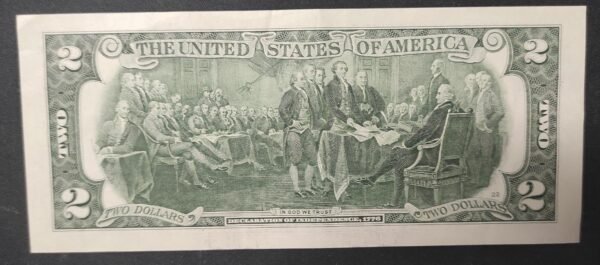 2 THE UNITED STATES OF AMERICA 2
TWO TWO
22
2 TWO DOLLARS IN GOD WE TRUST TWO DOLLARS 2
DECLARATION OF INDEPENDENCE, 1776